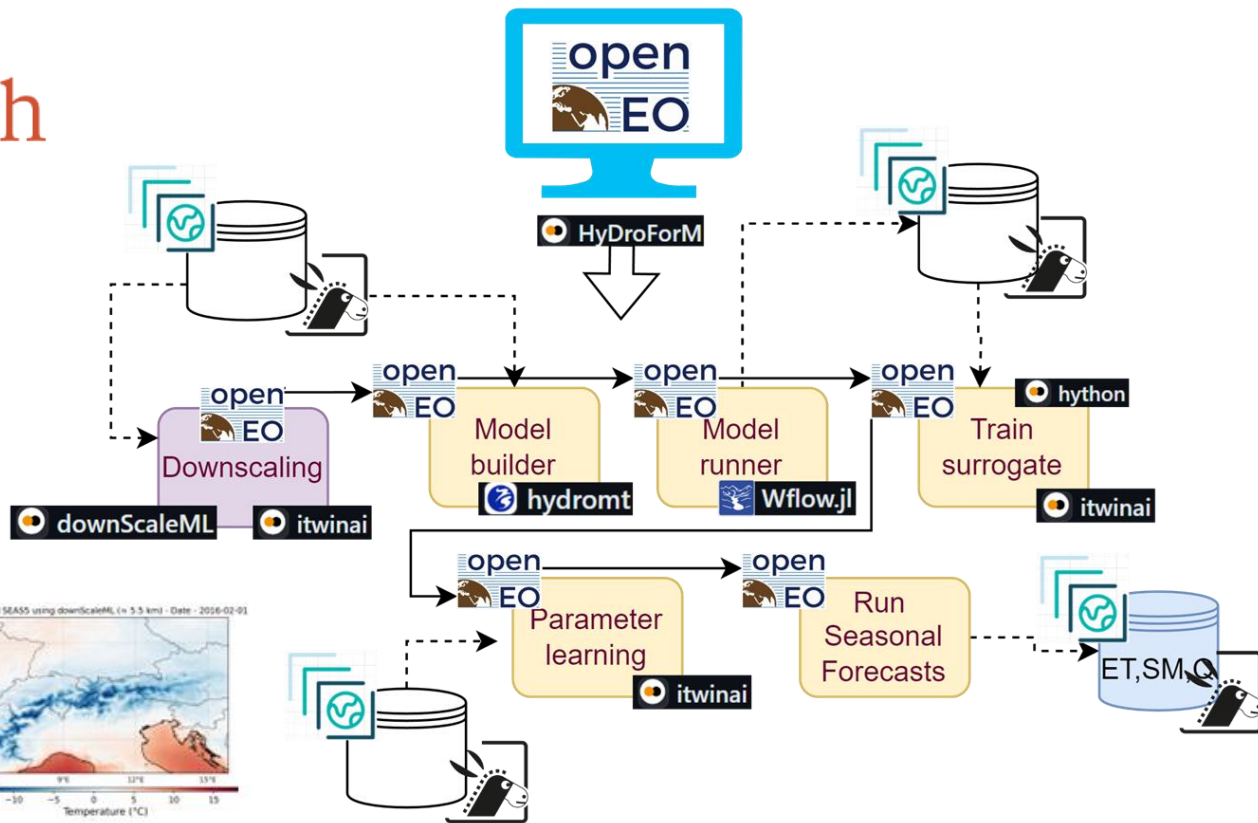 h
open
EO
HyDroForM
open
EO
Downscaling
downScaleML
itwinai
open
EO
Model
builder
hydromt
open
EO
Model
runner
Wflow.jl
open
EO
hython
Train
surrogate
itwinai
open
EO
Parameter
learning
itwinai
open
EO
Run
Seasonal
Forecasts
ET,SM,Q
SEAS5 using downScaleML (≈ 5.5 km) - Date - 2016-02-01
9°E 12°E 15°E
−10 −5 0 5 10 15
Temperature (°C)